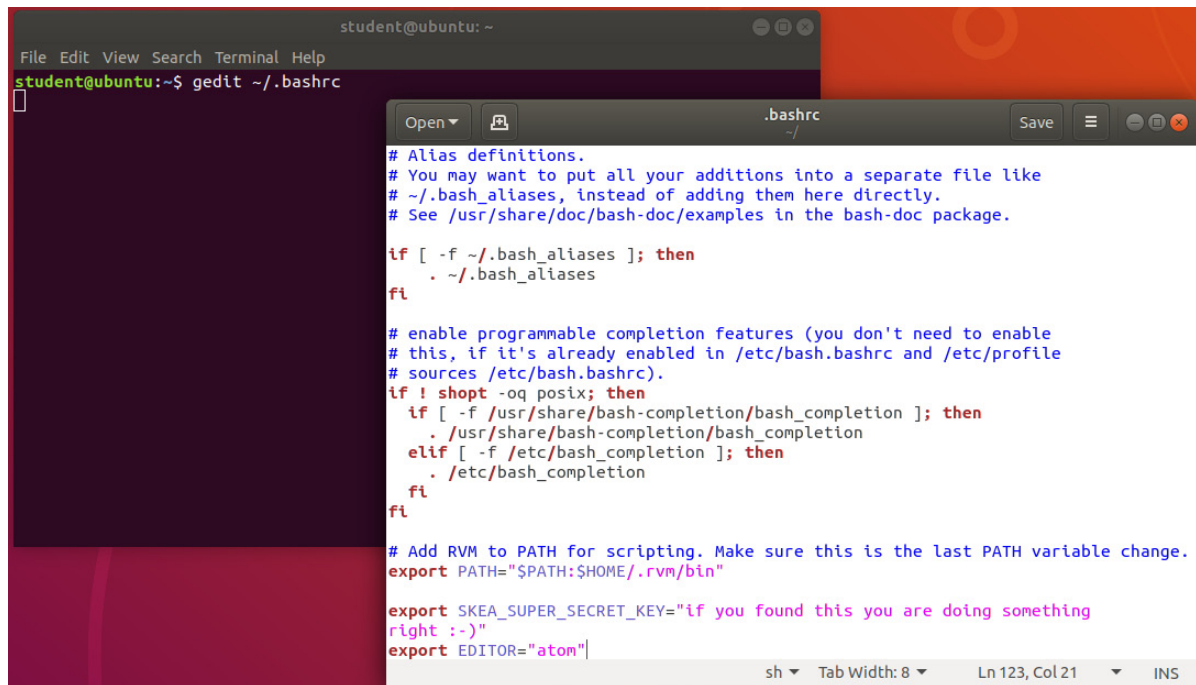 student@ubuntu: ~
File Edit View Search Terminal Help
student@ubuntu:~$ gedit ~/.bashrc
Open
.bashrc
~/
Save
# Alias definitions.
# You may want to put all your additions into a separate file like
# ~/.bash_aliases, instead of adding them here directly.
# See /usr/share/doc/bash-doc/examples in the bash-doc package.
if [ -f ~/.bash_aliases ]; then
    . ~/.bash_aliases
fi
# enable programmable completion features (you don't need to enable
# this, if it's already enabled in /etc/bash.bashrc and /etc/profile
# sources /etc/bash.bashrc).
if ! shopt -oq posix; then
  if [ -f /usr/share/bash-completion/bash_completion ]; then
    . /usr/share/bash-completion/bash_completion
  elif [ -f /etc/bash_completion ]; then
    . /etc/bash_completion
  fi
fi
# Add RVM to PATH for scripting. Make sure this is the last PATH variable change.
export PATH="$PATH:$HOME/.rvm/bin"
export SKEA_SUPER_SECRET_KEY="if you found this you are doing something
right :-)"
export EDITOR="atom"
sh Tab Width: 8 Ln 123, Col 21 INS